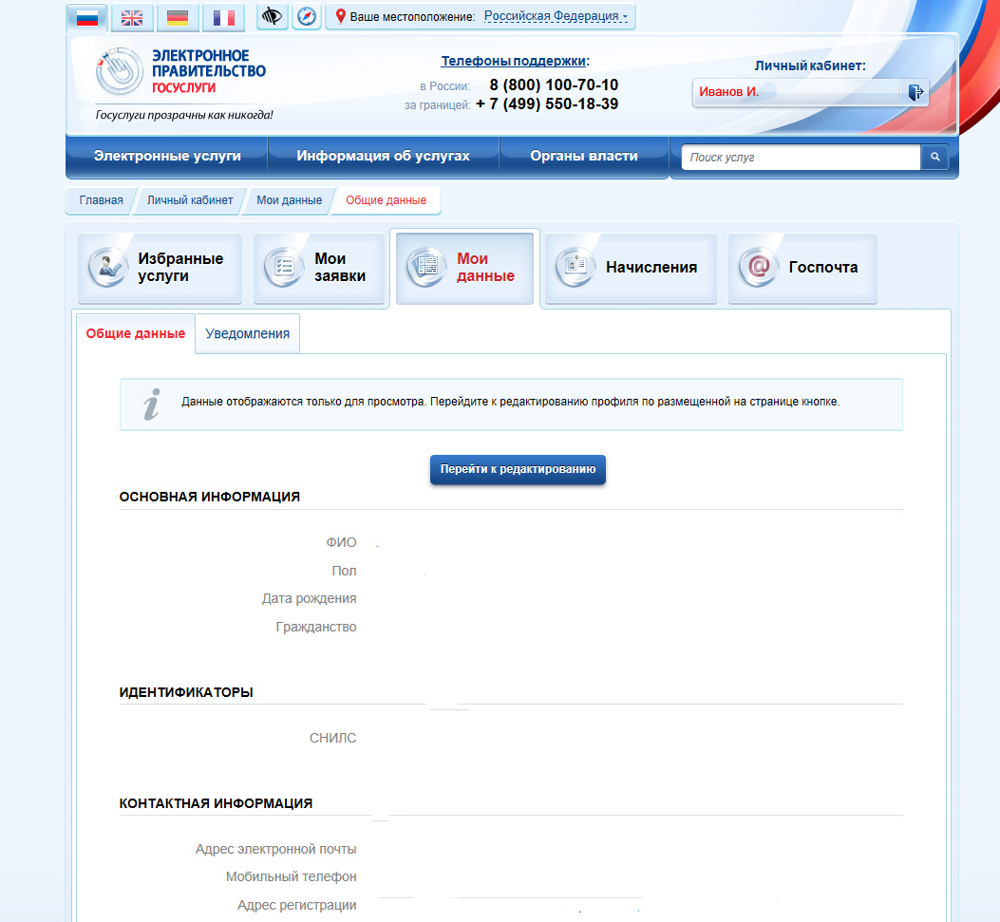 Ваше местоположение: Российская Федерация
ЭЛЕКТРОННОЕ
ПРАВИТЕЛЬСТВО
ГОСУСЛУГИ
Госуслуги прозрачны как никогда!
Телефоны поддержки:
в России: 8 (800) 100-70-10
за границей: + 7 (499) 550-18-39
Личный кабинет:
Иванов И.
Электронные услуги
Информация об услугах
Органы власти
Поиск услуг
Главная
Личный кабинет
Мои данные
Общие данные
Избранные
услуги
Мои
заявки
Мои
данные
Начисления
Госпочта
Общие данные
Уведомления
Данные отображаются только для просмотра. Перейдите к редактированию профиля по размещенной на странице кнопке.
Перейти к редактированию
ОСНОВНАЯ ИНФОРМАЦИЯ
ФИО
Пол
Дата рождения
Гражданство
ИДЕНТИФИКАТОРЫ
СНИЛС
КОНТАКТНАЯ ИНФОРМАЦИЯ
Адрес электронной почты
Мобильный телефон
Адрес регистрации